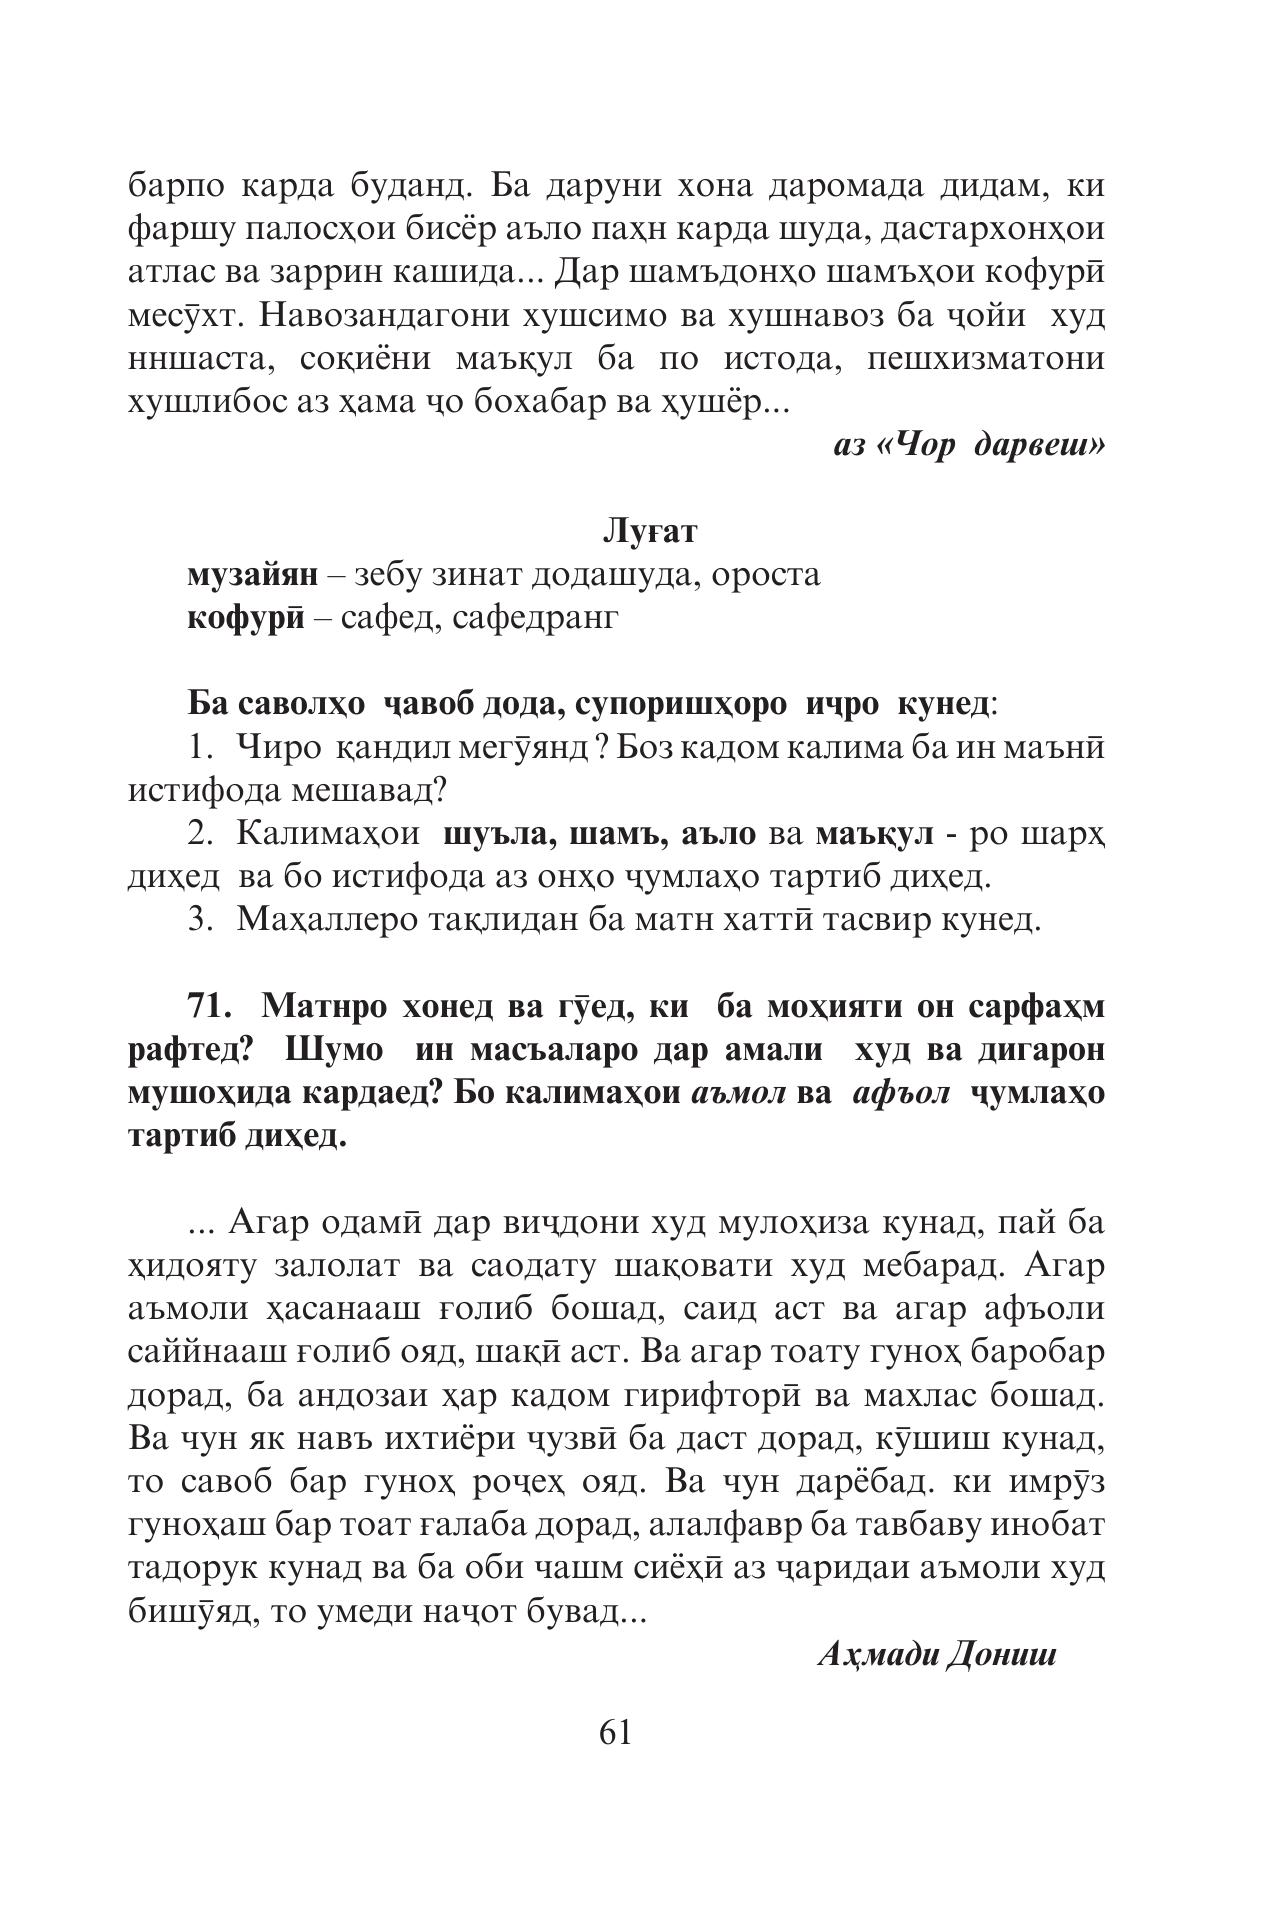 барпо карда буданд. Ба даруни хона даромада дидам, ки
фаршу палосҳои бисёр аъло паҳн карда шуда, дастархонҳои
атлас ва заррин кашида... Дар шамъдонҳо шамъҳои кофурӣ
месӯхт. Навозандагони хушсимо ва хушнавоз ба ҷойи худ
нншаста, соқиёни маъқул ба по истода, пешхизматони
хушлибос аз ҳама ҷо бохабар ва ҳушёр...
аз «Чор дарвеш»
Луғат
музайян – зебу зинат додашуда, ороста
кофурӣ – сафед, сафедранг
Ба саволҳо ҷавоб дода, супоришҳоро иҷро кунед:
1. Чиро қандил мегӯянд ? Боз кадом калима ба ин маънӣ
истифода мешавад?
2. Калимаҳои шуъла, шамъ, аъло ва маъқул - ро шарҳ
диҳед ва бо истифода аз онҳо ҷумлаҳо тартиб диҳед.
3. Маҳаллеро тақлидан ба матн хаттӣ тасвир кунед.
71. Матнро хонед ва гӯед, ки ба моҳияти он сарфаҳм
рафтед? Шумо ин масъаларо дар амали худ ва дигарон
мушоҳида кардаед? Бо калимаҳои аъмол ва афъол ҷумлаҳо
тартиб диҳед.
... Агар одамӣ дар виҷдони худ мулоҳиза кунад, пай ба
ҳидояту залолат ва саодату шақовати худ мебарад. Агар
аъмоли ҳасанааш ғолиб бошад, саид аст ва агар афъоли
саййнааш ғолиб ояд, шақӣ аст. Ва агар тоату гуноҳ баробар
дорад, ба андозаи ҳар кадом гирифторӣ ва махлас бошад.
Ва чун як навъ ихтиёри ҷузвӣ ба даст дорад, кӯшиш кунад,
то савоб бар гуноҳ роҷеҳ ояд. Ва чун дарёбад. ки имрӯз
гуноҳаш бар тоат ғалаба дорад, алалфавр ба тавбаву инобат
тадорук кунад ва ба оби чашм сиёҳӣ аз ҷаридаи аъмоли худ
бишӯяд, то умеди наҷот бувад...
Аҳмади Дониш
61